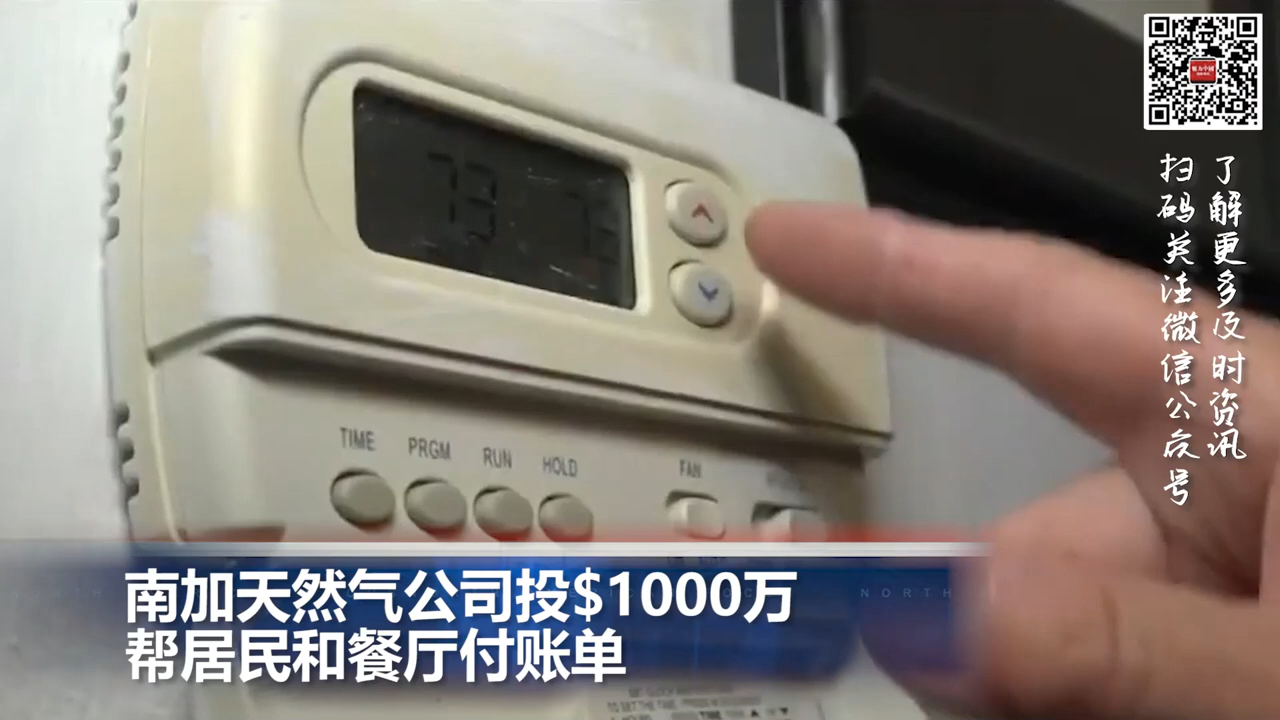 了解更多及时资讯
扫码关注微信公众号
73
TIME PRGM RUN HOLD FAN
NORTH
南加天然气公司投$1000万
帮居民和餐厅付账单